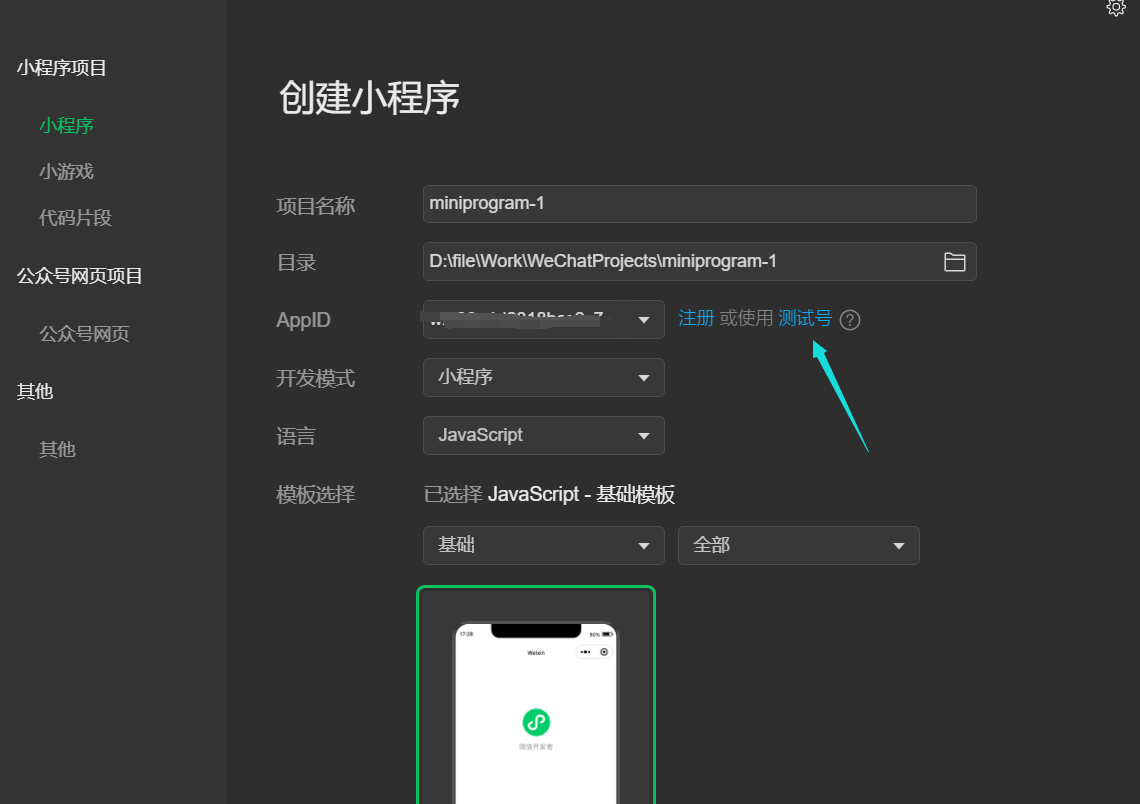 小程序项目
小程序
小游戏
代码片段
公众号网页项目
公众号网页
其他
其他
创建小程序
项目名称
miniprogram-1
目录
D:\file\Work\WeChatProjects\miniprogram-1
AppID
注册 或使用 测试号
开发模式
小程序
语言
JavaScript
模板选择
已选择 JavaScript - 基础模板
基础
全部
17:28
80%
Weixin
微信开发者